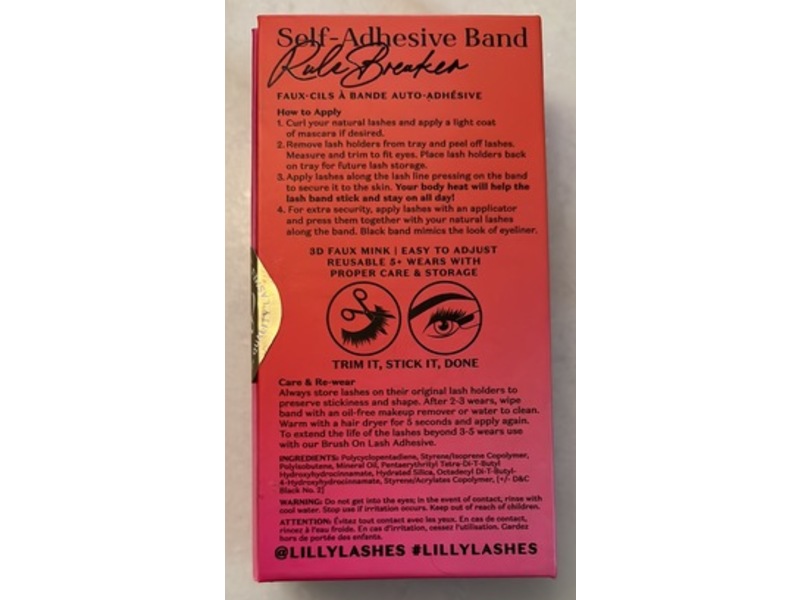 Self-Adhesive Band
Rule Breaker
FAUX-CILS À BANDE AUTO-ADHÉSIVE
How to Apply
1. Curl your natural lashes and apply a light coat
of mascara if desired.
2. Remove lash holders from tray and peel off lashes.
Measure and trim to fit eyes. Place lash holders back
on tray for future lash storage.
3. Apply lashes along the lash line pressing on the band
to secure it to the skin. Your body heat will help the
lash band stick and stay on all day!
4. For extra security, apply lashes with an applicator
and press them together with your natural lashes
along the band. Black band mimics the look of eyeliner.
3D FAUX MINK | EASY TO ADJUST
REUSABLE 5+ WEARS WITH
PROPER CARE & STORAGE
TRIM IT, STICK IT, DONE
Care & Re-wear
Always store lashes on their original lash holders to
preserve stickiness and shape. After 2-3 wears, wipe
band with an oil-free makeup remover or water to clean.
Warm with a hair dryer for 5 seconds and apply again.
To extend the life of the lashes beyond 3-5 wears use
with our Brush On Lash Adhesive.
INGREDIENTS: Polycyclopentadiene, Styrene/Isoprene Copolymer,
Polyisobutene, Mineral Oil, Pentaerythrityl Tetra-Di-T-Butyl
Hydroxyhydrocinnamate, Hydrated Silica, Octadecyl Di-T-Butyl-
4-Hydroxyhydrocinnamate, Styrene/Acrylates Copolymer, [+/- D&C
Black No. 2]
WARNING: Do not get into the eyes; in the event of contact, rinse with
cool water. Stop use if irritation occurs. Keep out of reach of children.
ATTENTION: Évitez tout contact avec les yeux. En cas de contact,
rincez à l'eau froide. En cas d'irritation, cessez l'utilisation. Gardez
hors de portée des enfants.
@LILLYLASHES #LILLYLASHES